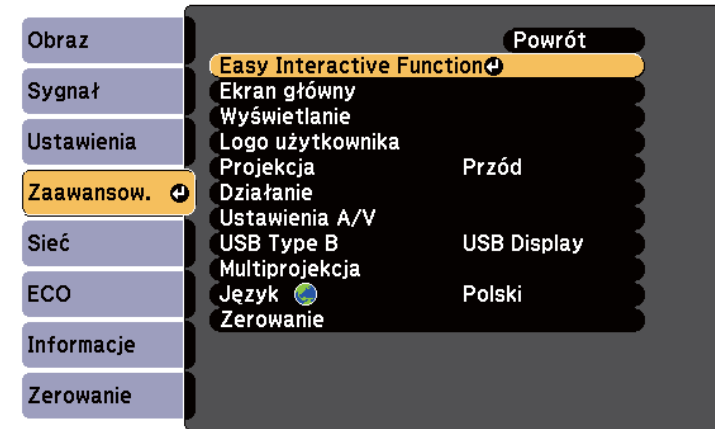 Obraz
Sygnał
Ustawienia
Zaawansow.
Sieć
ECO
Informacje
Zerowanie
Powrót
Easy Interactive Function
Ekran główny
Wyświetlanie
Logo użytkownika
Projekcja Przód
Działanie
Ustawienia A/V
USB Type B USB Display
Multiprojekcja
Język Polski
Zerowanie